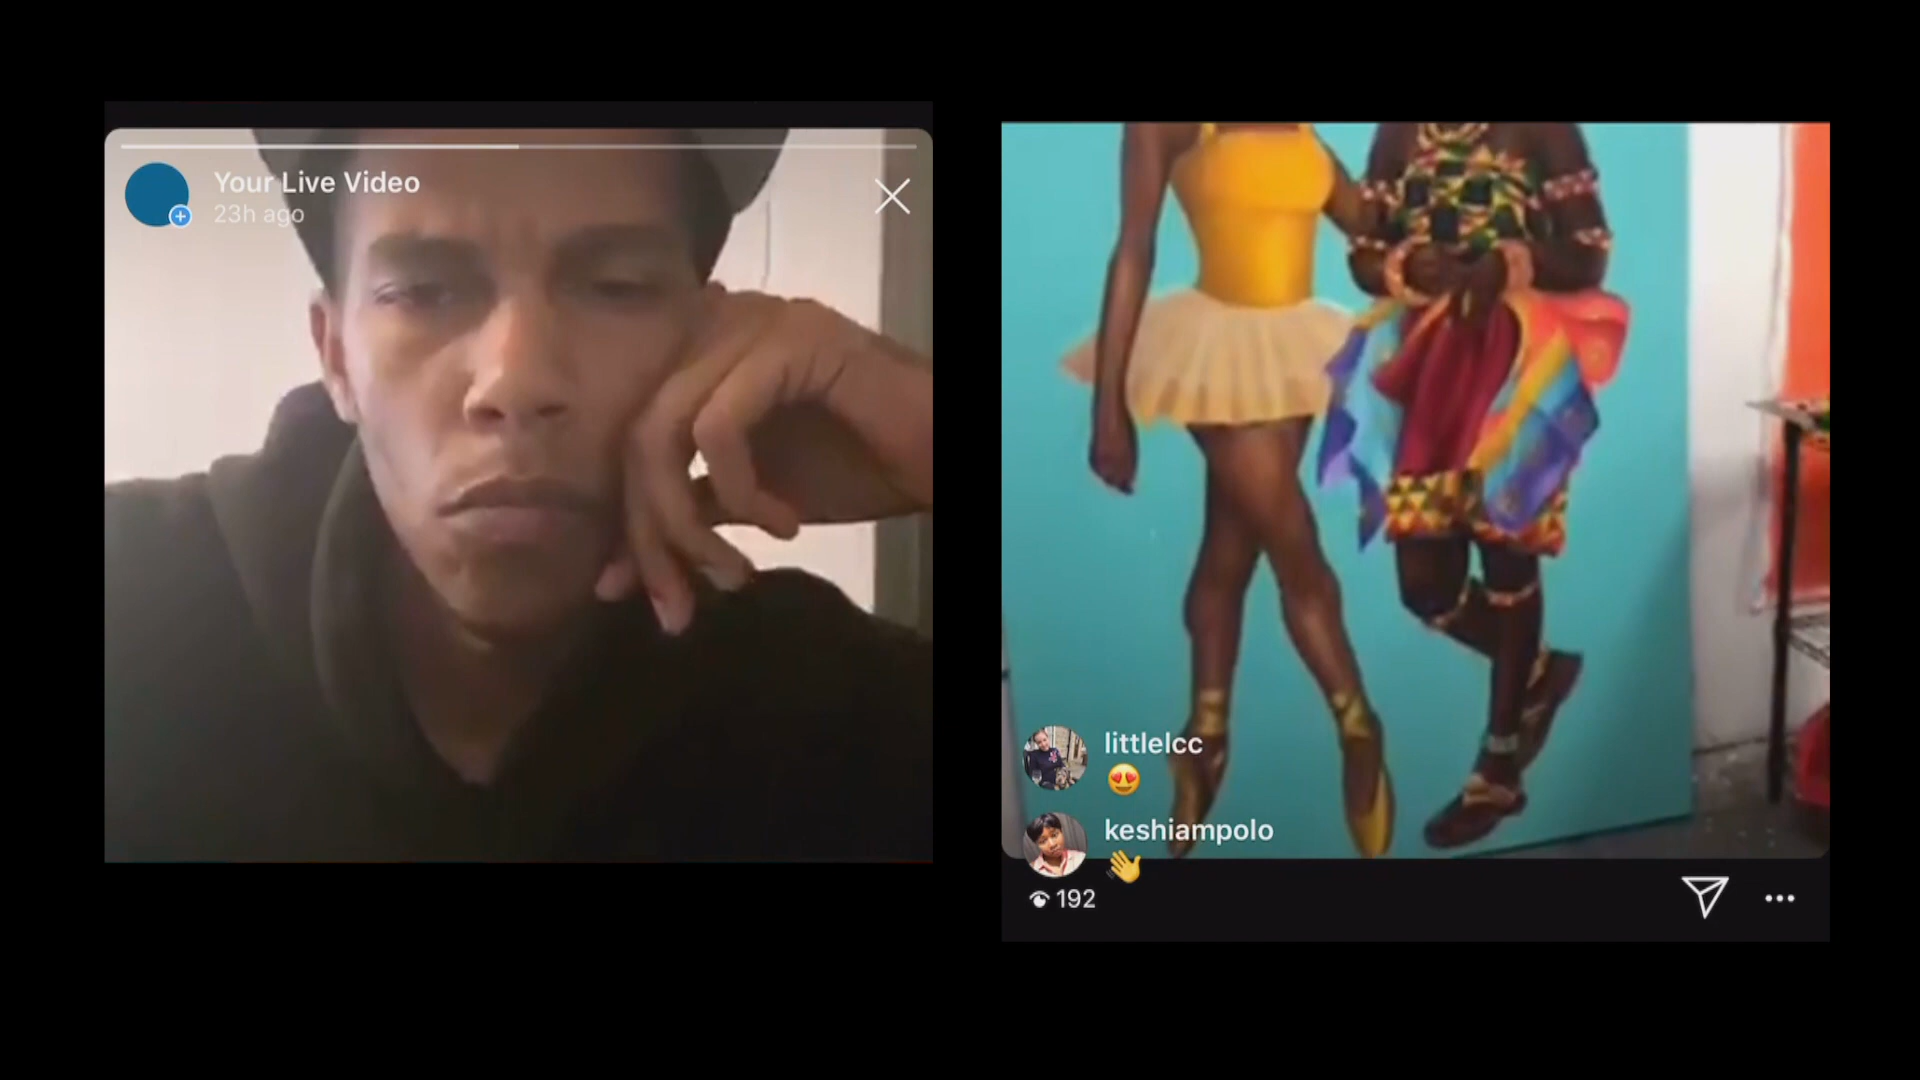 Your Live Video
23h ago
littlelcc
😍
keshiampolo
👋
192